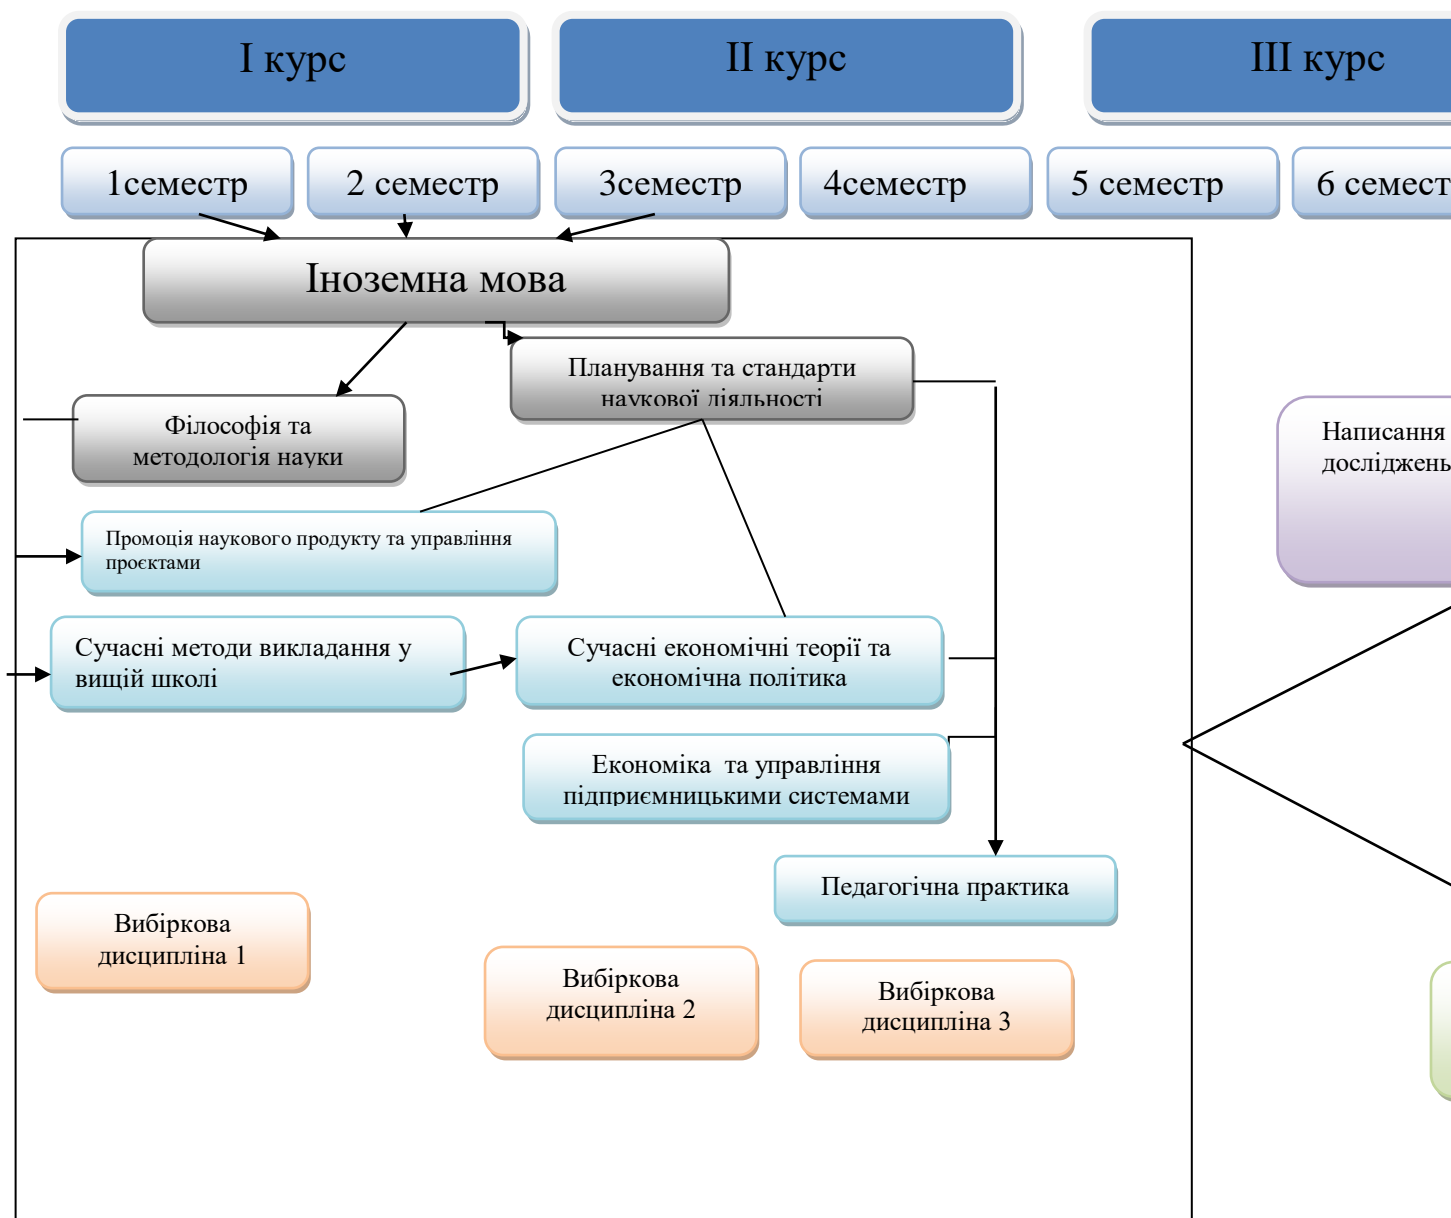 І курс
ІІ курс
ІІІ курс
1семестр
2 семестр
3семестр
4семестр
5 семестр
6 семест
Іноземна мова
Планування та стандарти
наукової діяльності
Філософія та
методологія науки
Написання
досліджень
Промоція наукового продукту та управління
проєктами
Сучасні методи викладання у
вищій школі
Сучасні економічні теорії та
економічна політика
Економіка та управління
підприємницькими системами
Педагогічна практика
Вибіркова
дисципліна 1
Вибіркова
дисципліна 2
Вибіркова
дисципліна 3